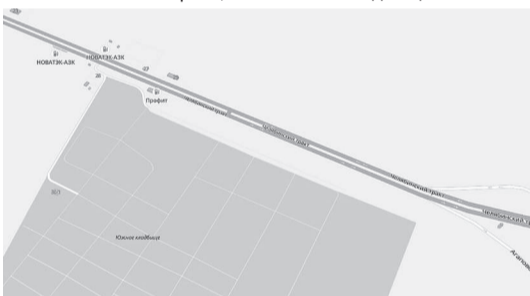 НОВАТЭК-АЗК
НОВАТЭК-АЗК
Профит
Челябинский тракт
Челябинский тракт
Челябинский тракт
Южное кладбище